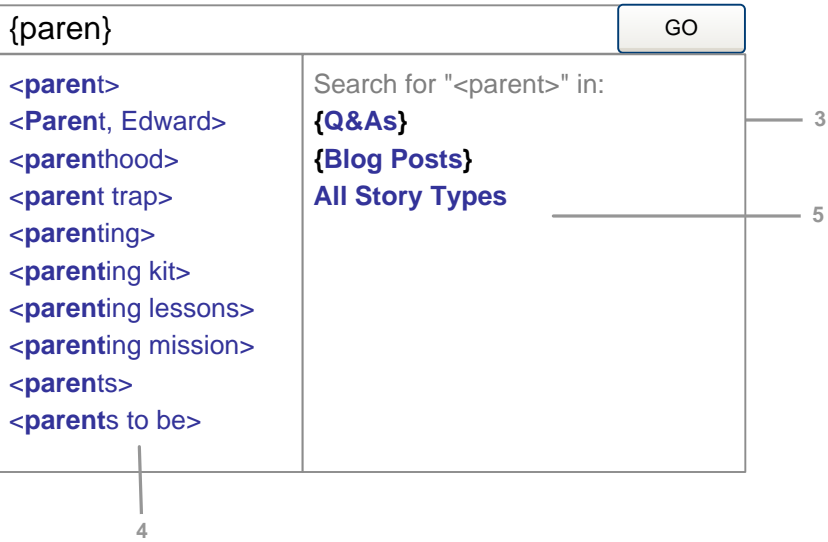 {paren}
GO
<parent>
<Parent, Edward>
<parenthood>
<parent trap>
<parenting>
<parenting kit>
<parenting lessons>
<parenting mission>
<parents>
<parents to be>
Search for "<parent>" in:
{Q&As}
{Blog Posts}
All Story Types
3
5
4